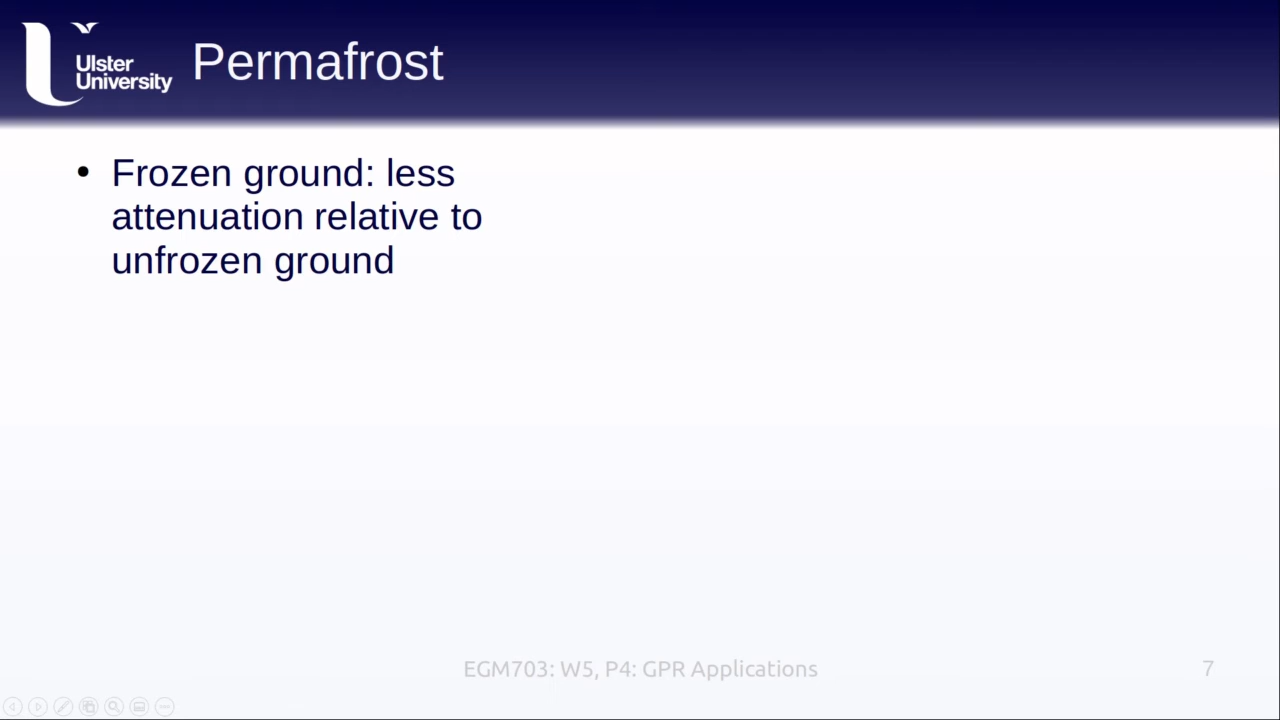 Ulster
University
Permafrost
• Frozen ground: less
attenuation relative to
unfrozen ground
EGM703: W5, P4: GPR Applications
7